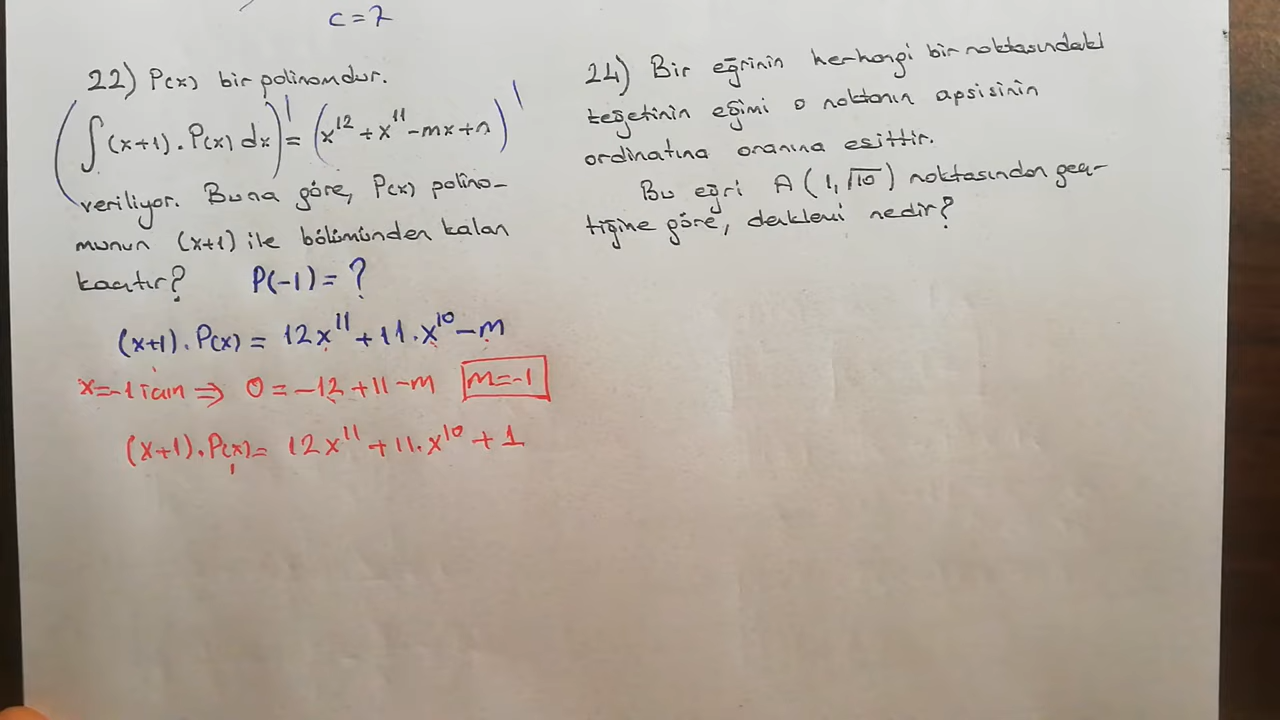 c=7
22) P(x) bir polinomdur.
(∫(x+1).P(x)dx)' = (x¹²+x¹¹-mx+n)'
veriliyor. Buna göre, P(x) polino-
munun (x+1) ile bölümünden kalan
kaçtır? P(-1)=?
(x+1).P(x) = 12x¹¹+11.x¹⁰-m
x=-1 için ⇒ 0=-12+11-m m=-1
(x+1).P(x)= 12x¹¹+11.x¹⁰+1
24) Bir eğrinin herhangi bir noktasındaki
teğetinin eğimi o noktanın apsisinin
ordinatına oranına eşittir.
Bu eğri A(1,√10) noktasından geç-
tiğine göre, denklemi nedir?